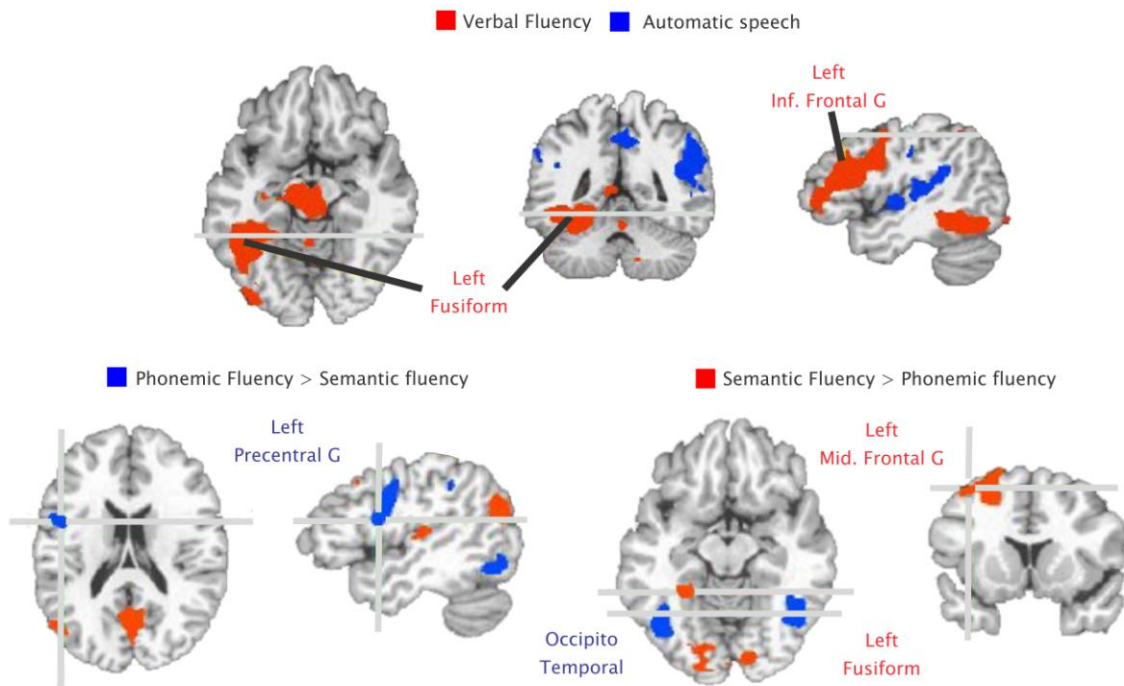 Verbal Fluency
Automatic speech
Left
Inf. Frontal G
Left
Fusiform
Phonemic Fluency > Semantic fluency
Semantic Fluency > Phonemic fluency
Left
Precentral G
Left
Mid. Frontal G
Occipito
Temporal
Left
Fusiform